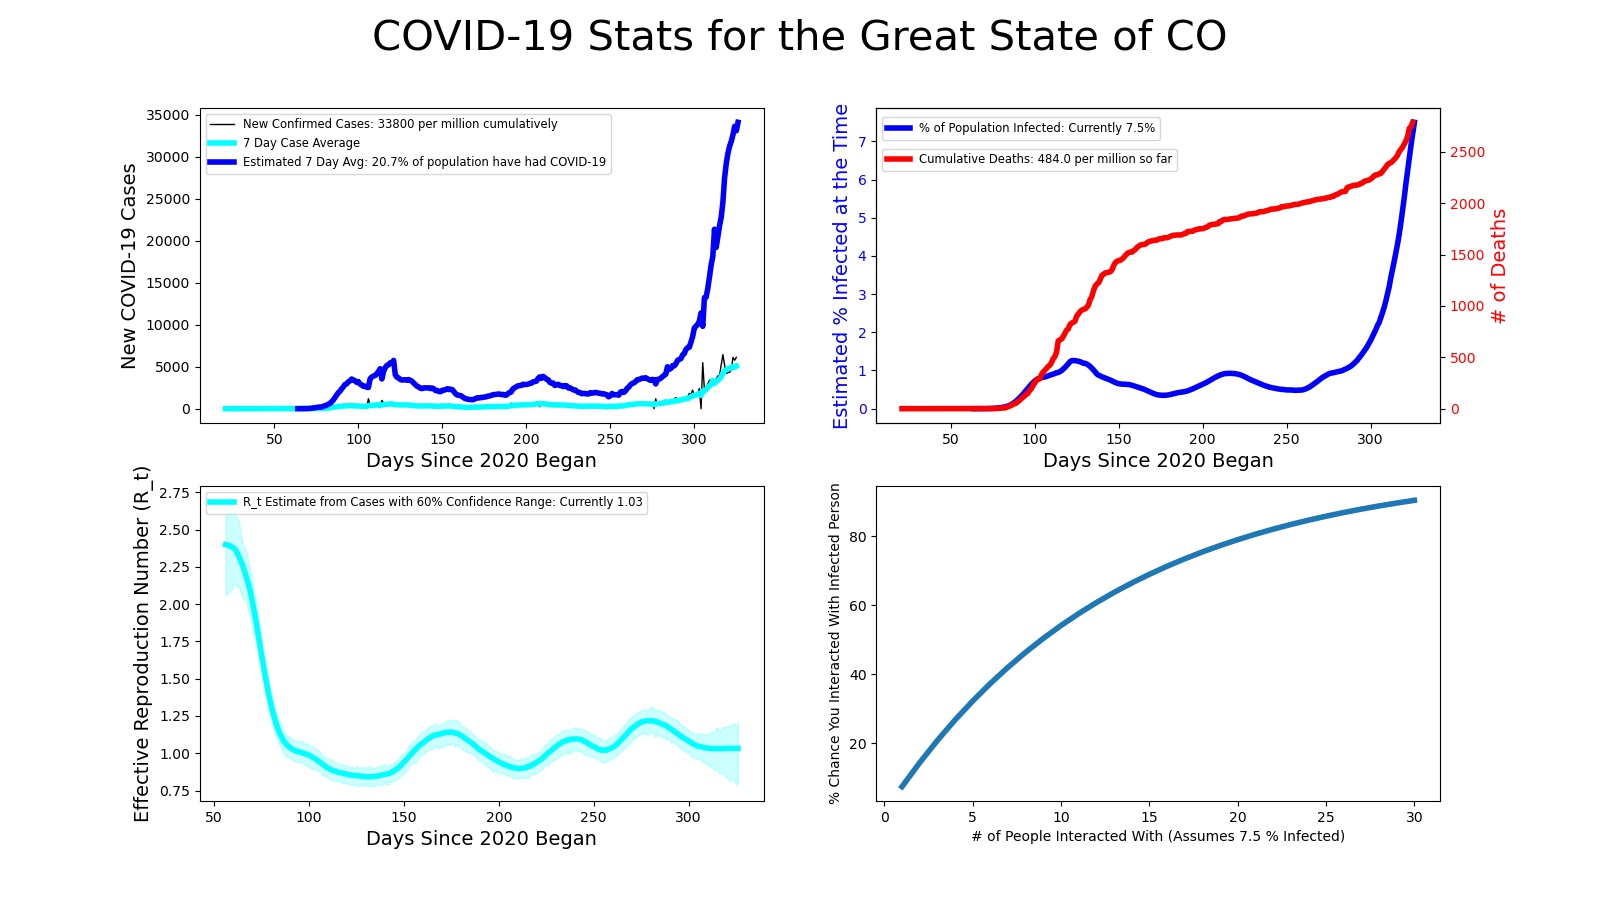 COVID-19 Stats for the Great State of CO
New COVID-19 Cases
35000
30000
25000
20000
15000
10000
5000
0
New Confirmed Cases: 33800 per million cumulatively
7 Day Case Average
Estimated 7 Day Avg: 20.7% of population have had COVID-19
50 100 150 200 250 300
Days Since 2020 Began
Estimated % Infected at the Time
7
6
5
4
3
2
1
0
% of Population Infected: Currently 7.5%
Cumulative Deaths: 484.0 per million so far
2500
2000
1500
1000
500
0
# of Deaths
50 100 150 200 250 300
Days Since 2020 Began
Effective Reproduction Number (R_t)
2.75
2.50
2.25
2.00
1.75
1.50
1.25
1.00
0.75
R_t Estimate from Cases with 60% Confidence Range: Currently 1.03
50 100 150 200 250 300
Days Since 2020 Began
% Chance You Interacted With Infected Person
80
60
40
20
0 5 10 15 20 25 30
# of People Interacted With (Assumes 7.5 % Infected)